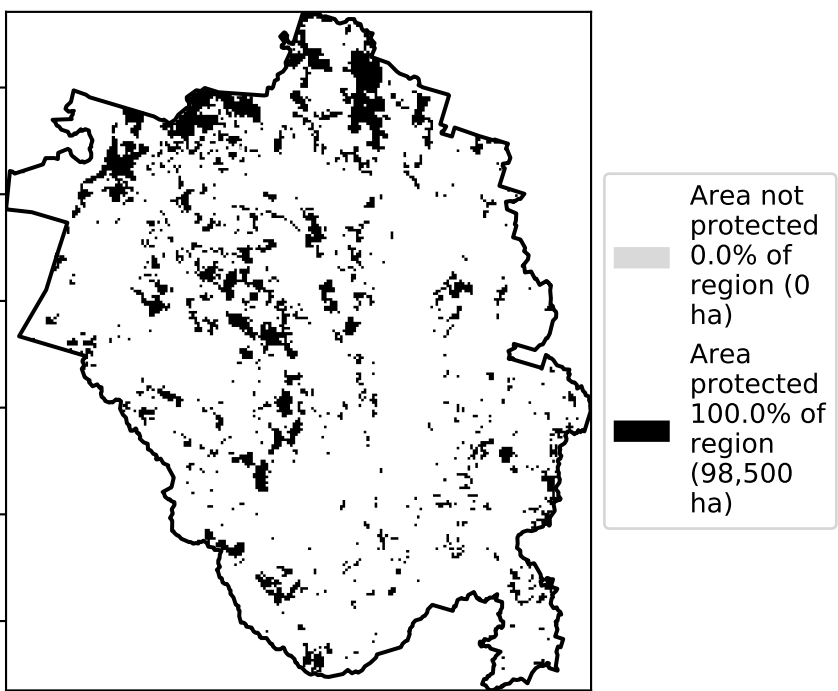 Area not
protected
0.0% of
region (0
ha)
Area
protected
100.0% of
region
(98,500
ha)